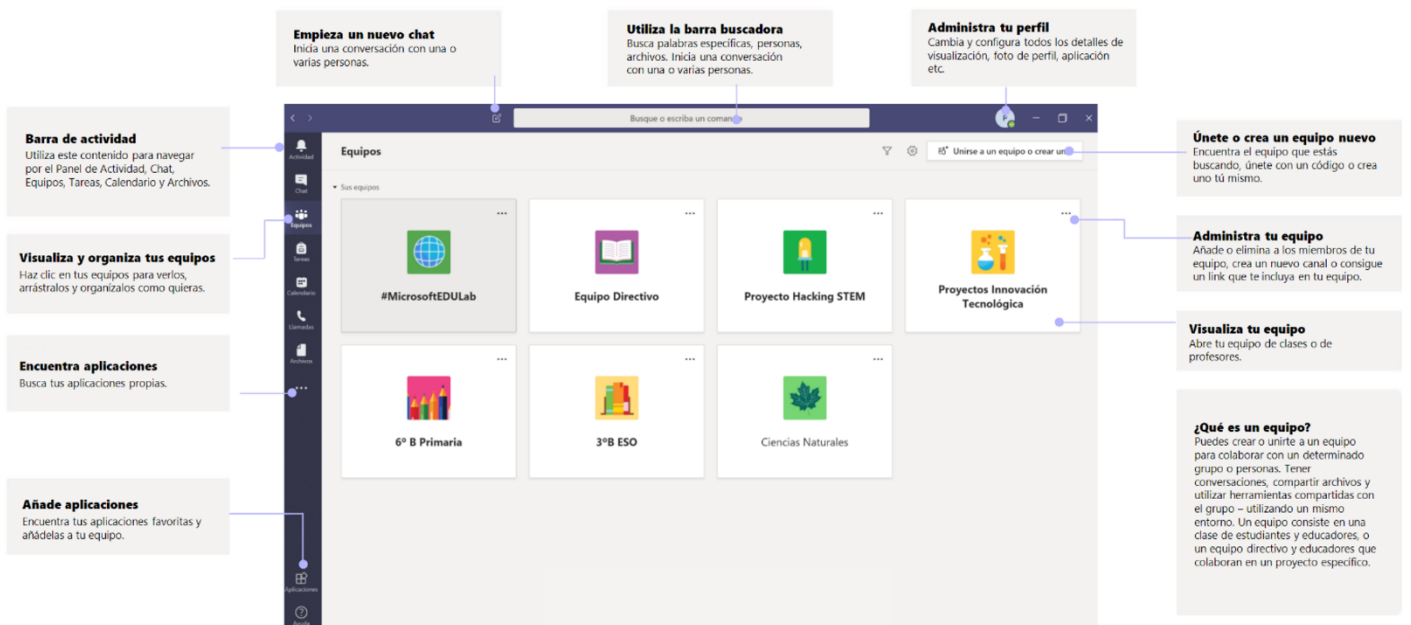 Empieza un nuevo chat
Inicia una conversación con una o
varias personas.
Utiliza la barra buscadora
Busca palabras específicas, personas,
archivos. Inicia una conversación
con una o varias personas.
Administra tu perfil
Cambia y configura todos los detalles de
visualización, foto de perfil, aplicación
etc.
Barra de actividad
Utiliza este contenido para navegar
por el Panel de Actividad, Chat,
Equipos, Tareas, Calendario y Archivos.
Visualiza y organiza tus equipos
Haz clic en tus equipos para verlos,
arrástralos y organízalos como quieras.
Encuentra aplicaciones
Busca tus aplicaciones propias.
Añade aplicaciones
Encuentra tus aplicaciones favoritas y
añádelas a tu equipo.
Busque o escriba un coman
P
Actividad
Chat
Equipos
Tareas
Calendario
Llamadas
Archivos
Aplicaciones
Ayuda
Equipos
Unirse a un equipo o crear un
Sus equipos
#MicrosoftEDULab
Equipo Directivo
Proyecto Hacking STEM
Proyectos Innovación
Tecnológica
6º B Primaria
3ºB ESO
Ciencias Naturales
Únete o crea un equipo nuevo
Encuentra el equipo que estás
buscando, únete con un código o crea
uno tú mismo.
Administra tu equipo
Añade o elimina a los miembros de tu
equipo, crea un nuevo canal o consigue
un link que te incluya en tu equipo.
Visualiza tu equipo
Abre tu equipo de clases o de
profesores.
¿Qué es un equipo?
Puedes crear o unirte a un equipo
para colaborar con un determinado
grupo o personas. Tener
conversaciones, compartir archivos y
utilizar herramientas compartidas con
el grupo – utilizando un mismo
entorno. Un equipo consiste en una
clase de estudiantes y educadores, o
un equipo directivo y educadores que
colaboran en un proyecto específico.